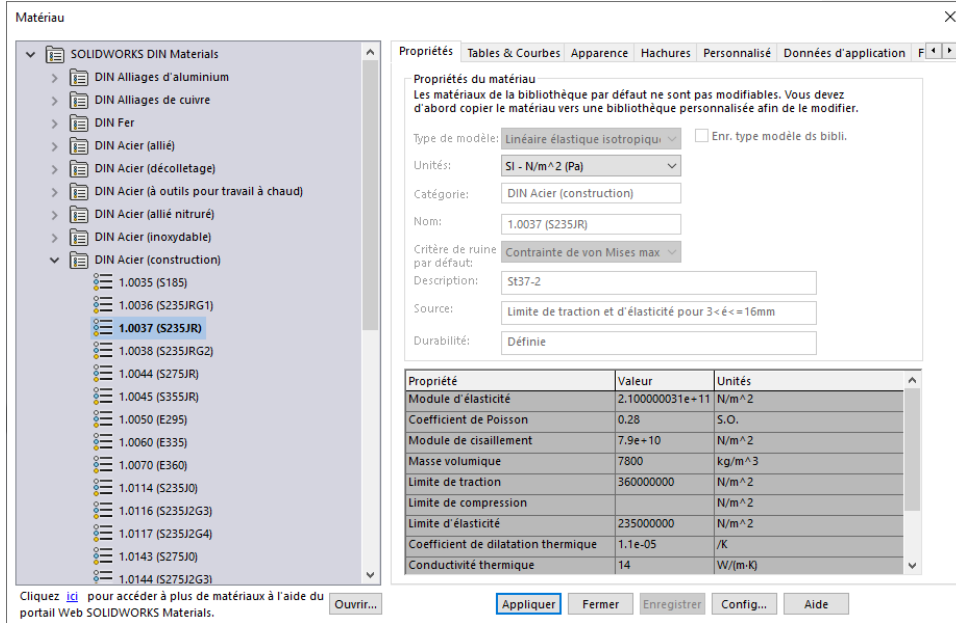 Matériau
SOLIDWORKS DIN Materials
DIN Alliages d'aluminium
DIN Alliages de cuivre
DIN Fer
DIN Acier (allié)
DIN Acier (décolletage)
DIN Acier (à outils pour travail à chaud)
DIN Acier (allié nitruré)
DIN Acier (inoxydable)
DIN Acier (construction)
1.0035 (S185)
1.0036 (S235JRG1)
1.0037 (S235JR)
1.0038 (S235JRG2)
1.0044 (S275JR)
1.0045 (S355JR)
1.0050 (E295)
1.0060 (E335)
1.0070 (E360)
1.0114 (S235J0)
1.0116 (S235J2G3)
1.0117 (S235J2G4)
1.0143 (S275J0)
1.0144 (S275J2G3)
Cliquez ici pour accéder à plus de matériaux à l'aide du
portail Web SOLIDWORKS Materials.
Ouvrir...
Propriétés Tables & Courbes Apparence Hachures Personnalisé Données d'application F
Propriétés du matériau
Les matériaux de la bibliothèque par défaut ne sont pas modifiables. Vous devez
d'abord copier le matériau vers une bibliothèque personnalisée afin de le modifier.
Type de modèle: Linéaire élastique isotropiqu Enr. type modèle ds bibli.
Unités: SI - N/m^2 (Pa)
Catégorie: DIN Acier (construction)
Nom: 1.0037 (S235JR)
Critère de ruine
par défaut: Contrainte de von Mises max
Description: St37-2
Source: Limite de traction et d'élasticité pour 3<é<=16mm
Durabilité: Définie
Propriété Valeur Unités
Module d'élasticité 2.100000031e+11 N/m^2
Coefficient de Poisson 0.28 S.O.
Module de cisaillement 7.9e+10 N/m^2
Masse volumique 7800 kg/m^3
Limite de traction 360000000 N/m^2
Limite de compression N/m^2
Limite d'élasticité 235000000 N/m^2
Coefficient de dilatation thermique 1.1e-05 /K
Conductivité thermique 14 W/(m·K)
Appliquer Fermer Enregistrer Config... Aide